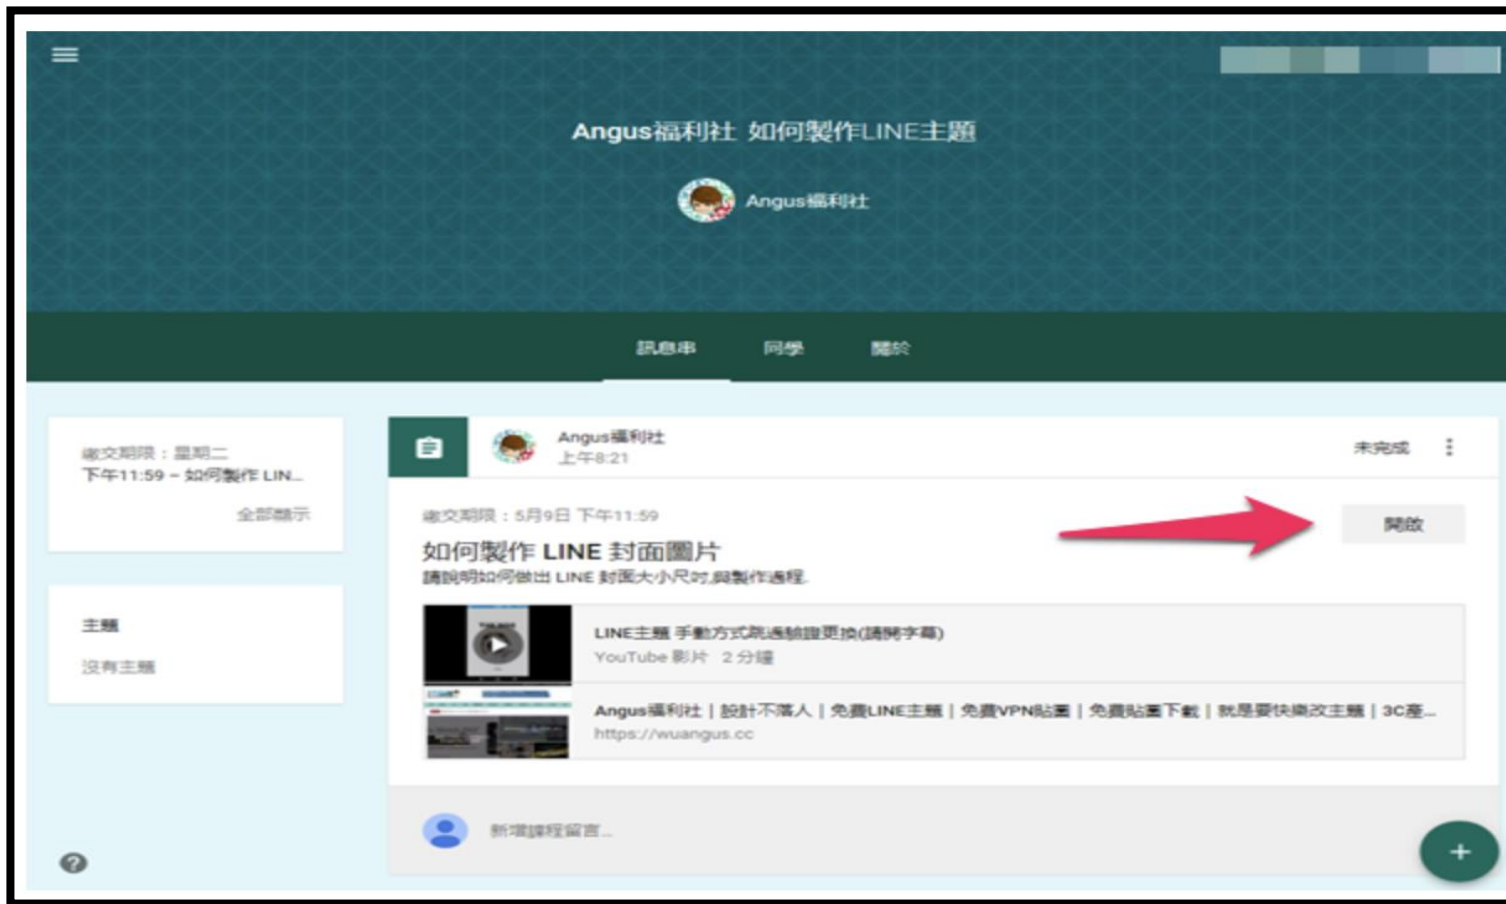 Angus福利社 如何製作LINE主題
Angus福利社
訊息串 同學 關於
繳交期限：星期二
下午11:59 – 如何製作 LIN...
全部顯示
主題
沒有主題
Angus福利社
上午8:21
未完成
繳交期限：5月9日 下午11:59
開啟
如何製作 LINE 封面圖片
請說明如何做出 LINE 封面大小尺吋,與製作過程.
LINE主題 手動方式跳過驗證更換(請開字幕)
YouTube 影片 2 分鐘
Angus福利社 | 設計不落人 | 免費LINE主題 | 免費VPN貼圖 | 免費貼圖下載 | 就是要快樂改主題 | 3C產...
https://wuangus.cc
新增課程留言...